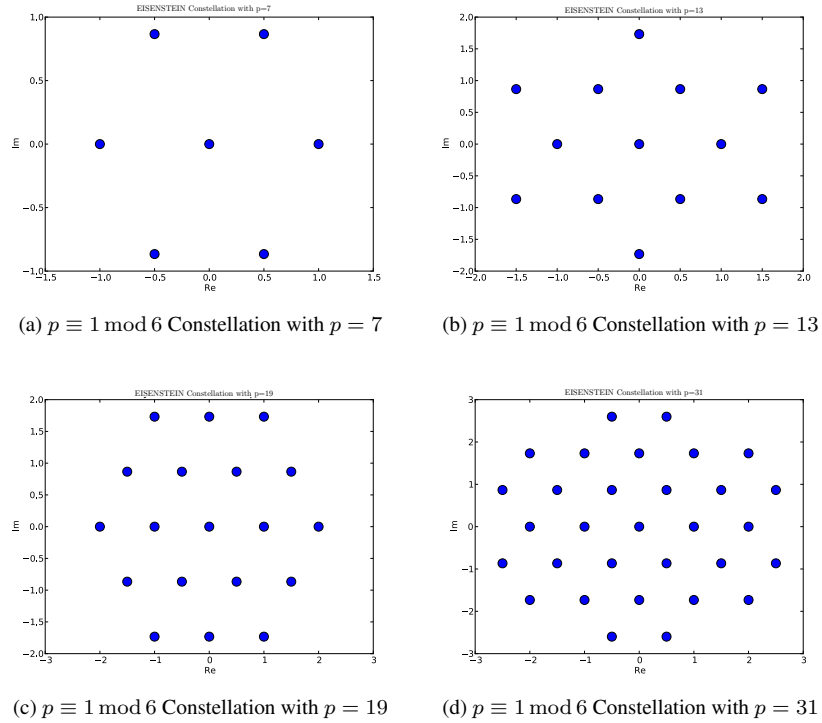 EISENSTEIN Constellation with p=7
1.0
0.5
0.0
−0.5
−1.0
Im
−1.5 −1.0 −0.5 0.0 0.5 1.0 1.5
Re
(a) p ≡ 1 mod 6 Constellation with p = 7
EISENSTEIN Constellation with p=13
2.0
1.5
1.0
0.5
0.0
−0.5
−1.0
−1.5
−2.0
Im
−2.0 −1.5 −1.0 −0.5 0.0 0.5 1.0 1.5 2.0
Re
(b) p ≡ 1 mod 6 Constellation with p = 13
EISENSTEIN Constellation with p=19
2.0
1.5
1.0
0.5
0.0
−0.5
−1.0
−1.5
−2.0
Im
−3 −2 −1 0 1 2 3
Re
(c) p ≡ 1 mod 6 Constellation with p = 19
EISENSTEIN Constellation with p=31
3
2
1
0
−1
−2
−3
Im
−3 −2 −1 0 1 2 3
Re
(d) p ≡ 1 mod 6 Constellation with p = 31